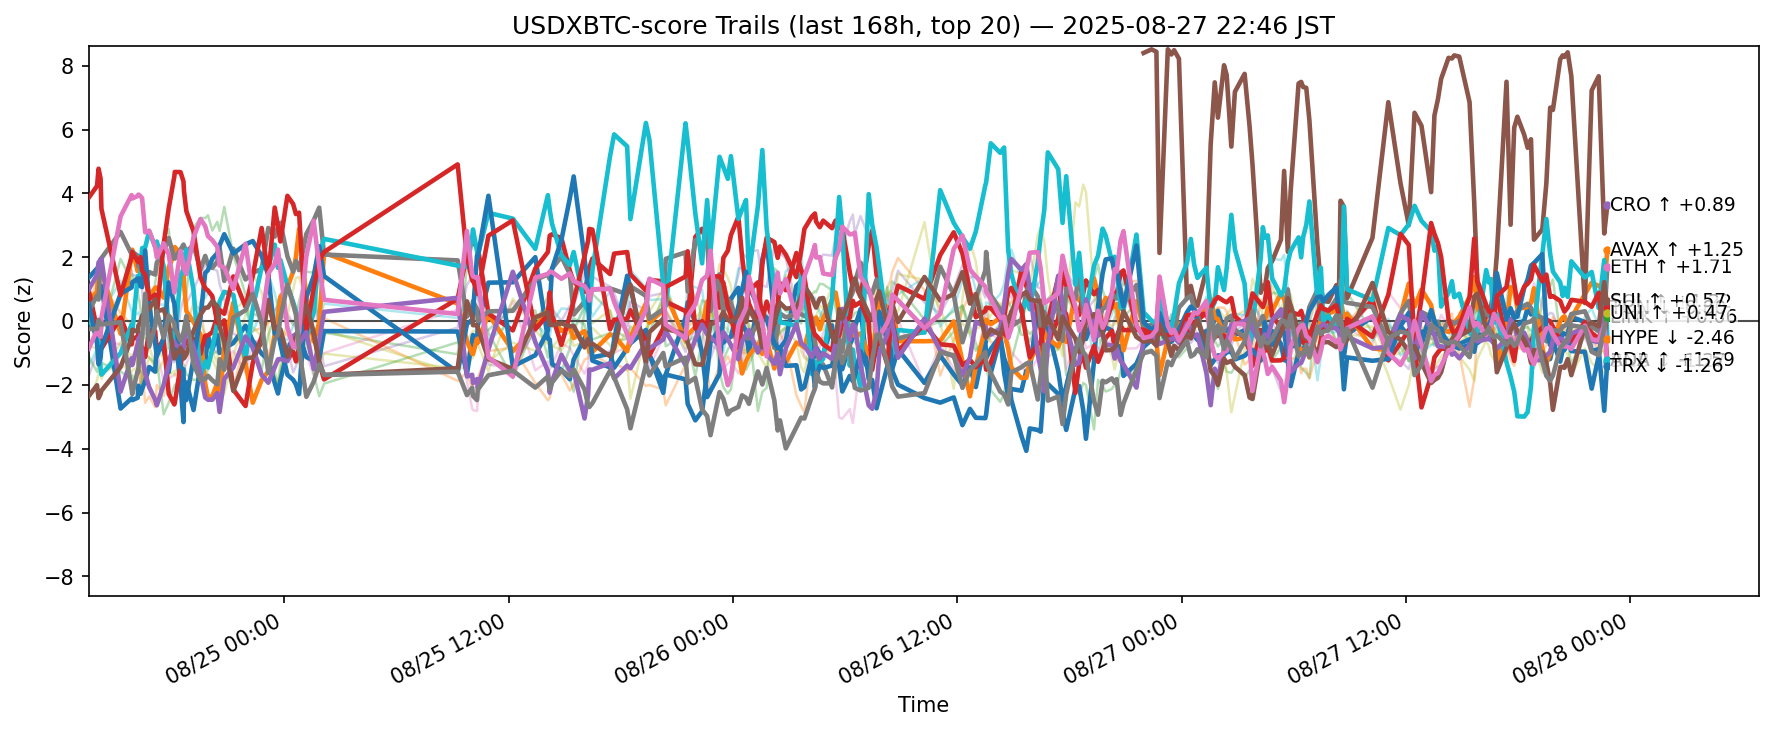 USDXBTC-score Trails (last 168h, top 20) — 2025-08-27 22:46 JST
Score (z)
8
6
4
2
0
−2
−4
−6
−8
CRO ↑ +0.89
AVAX ↑ +1.25
ETH ↑ +1.71
UNI ↑ +0.47
HYPE ↓ -2.46
TRX ↓ -1.26
08/25 00:00
08/25 12:00
08/26 00:00
08/26 12:00
08/27 00:00
08/27 12:00
08/28 00:00
Time